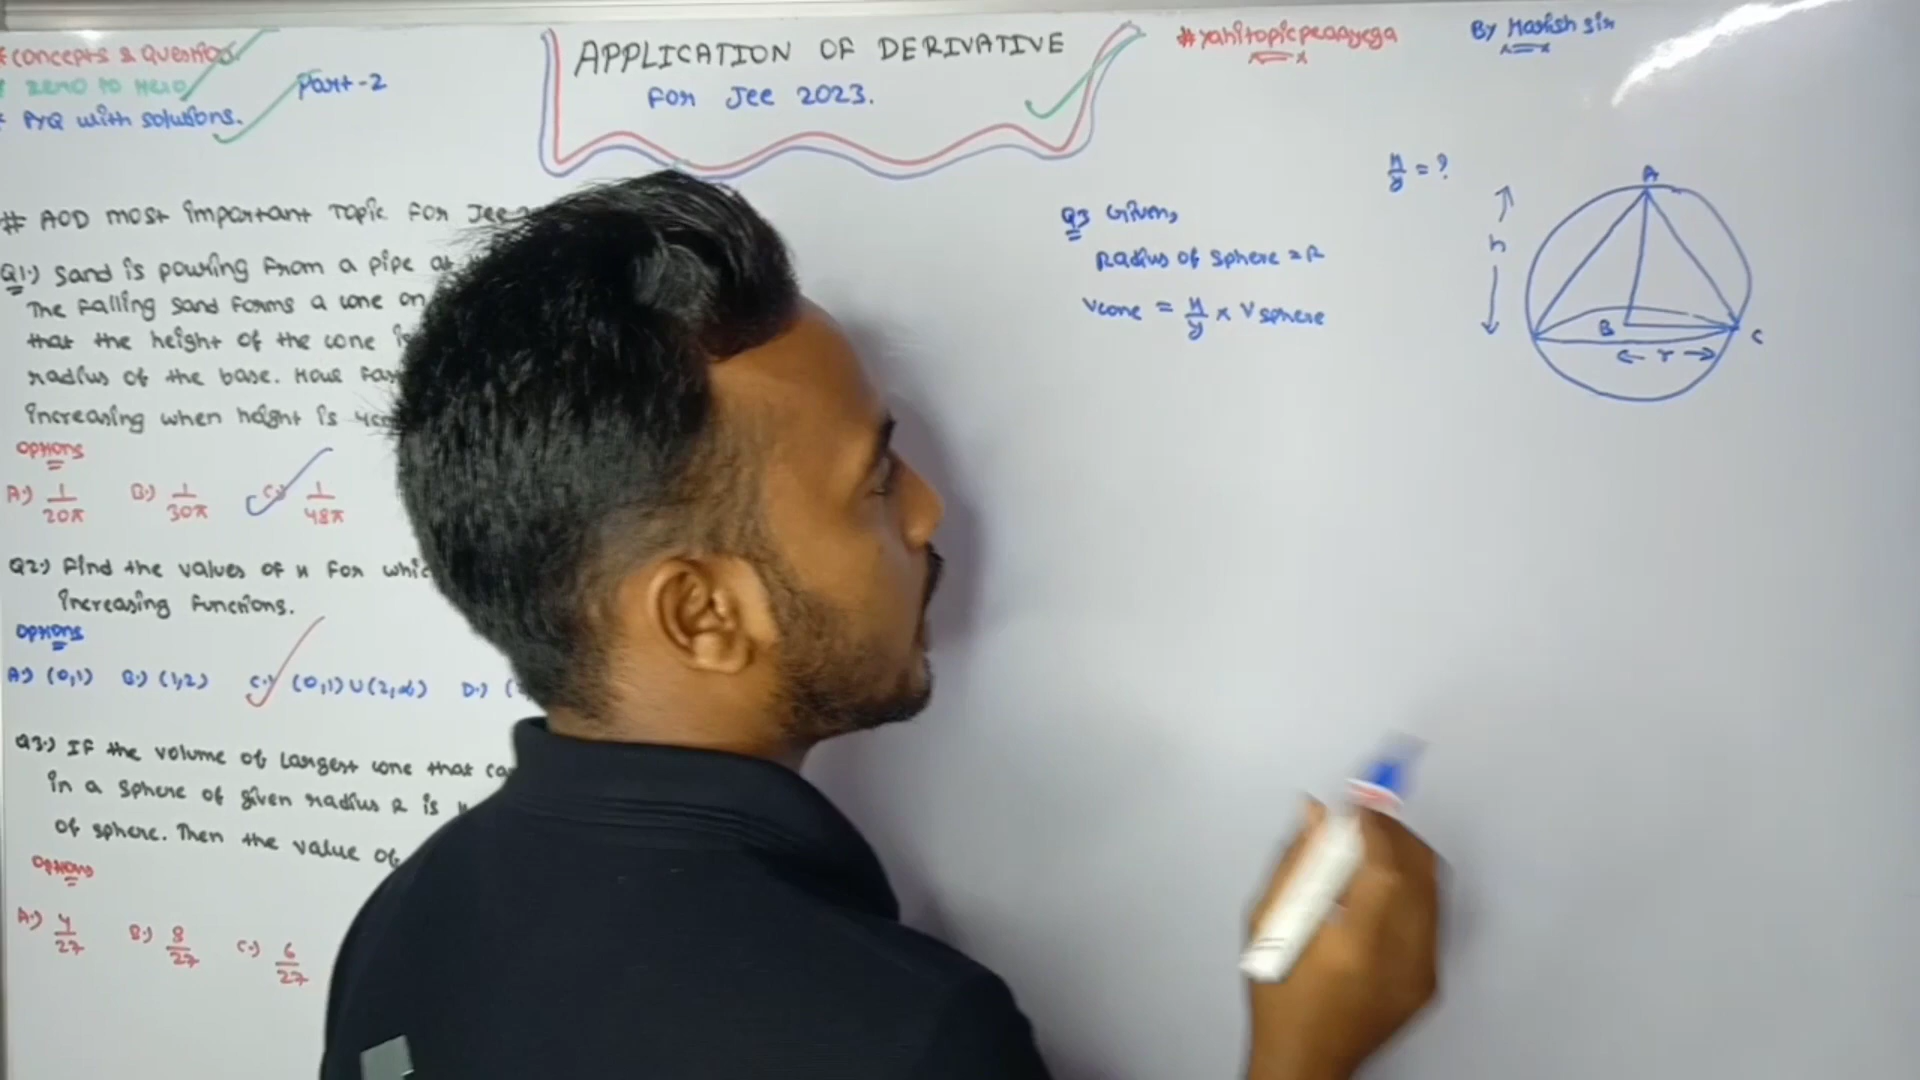 # Concepts & Question.
# Zero to Hero
# PYQ with solutions.
Part-2
APPLICATION OF DERIVATIVE
For Jee 2023.
#yahitopicpeaayega
By Harish sir
# AOD most important Topic for Jee
Q1.) Sand is pouring from a pipe at
The falling sand forms a cone on
that the height of the cone is
radius of the base. How fas
increasing when height is 4cm
Options
A.) 1/20π B.) 1/30π C.) 1/48π
Q2.) Find the values of x for whic
increasing functions.
Options
A.) (0,1) B.) (1,2) C.) (0,1)∪(2,∞) D.) (
Q3.) If the volume of largest cone that ca
in a sphere of given radius R is
of sphere. Then the value of
Options
A.) 4/27 B.) 8/27 C.) 6/27
Q3 Given,
Radius of sphere = R
Vcone = x/y × Vsphere
x/y = ?
A
h
B
r
C